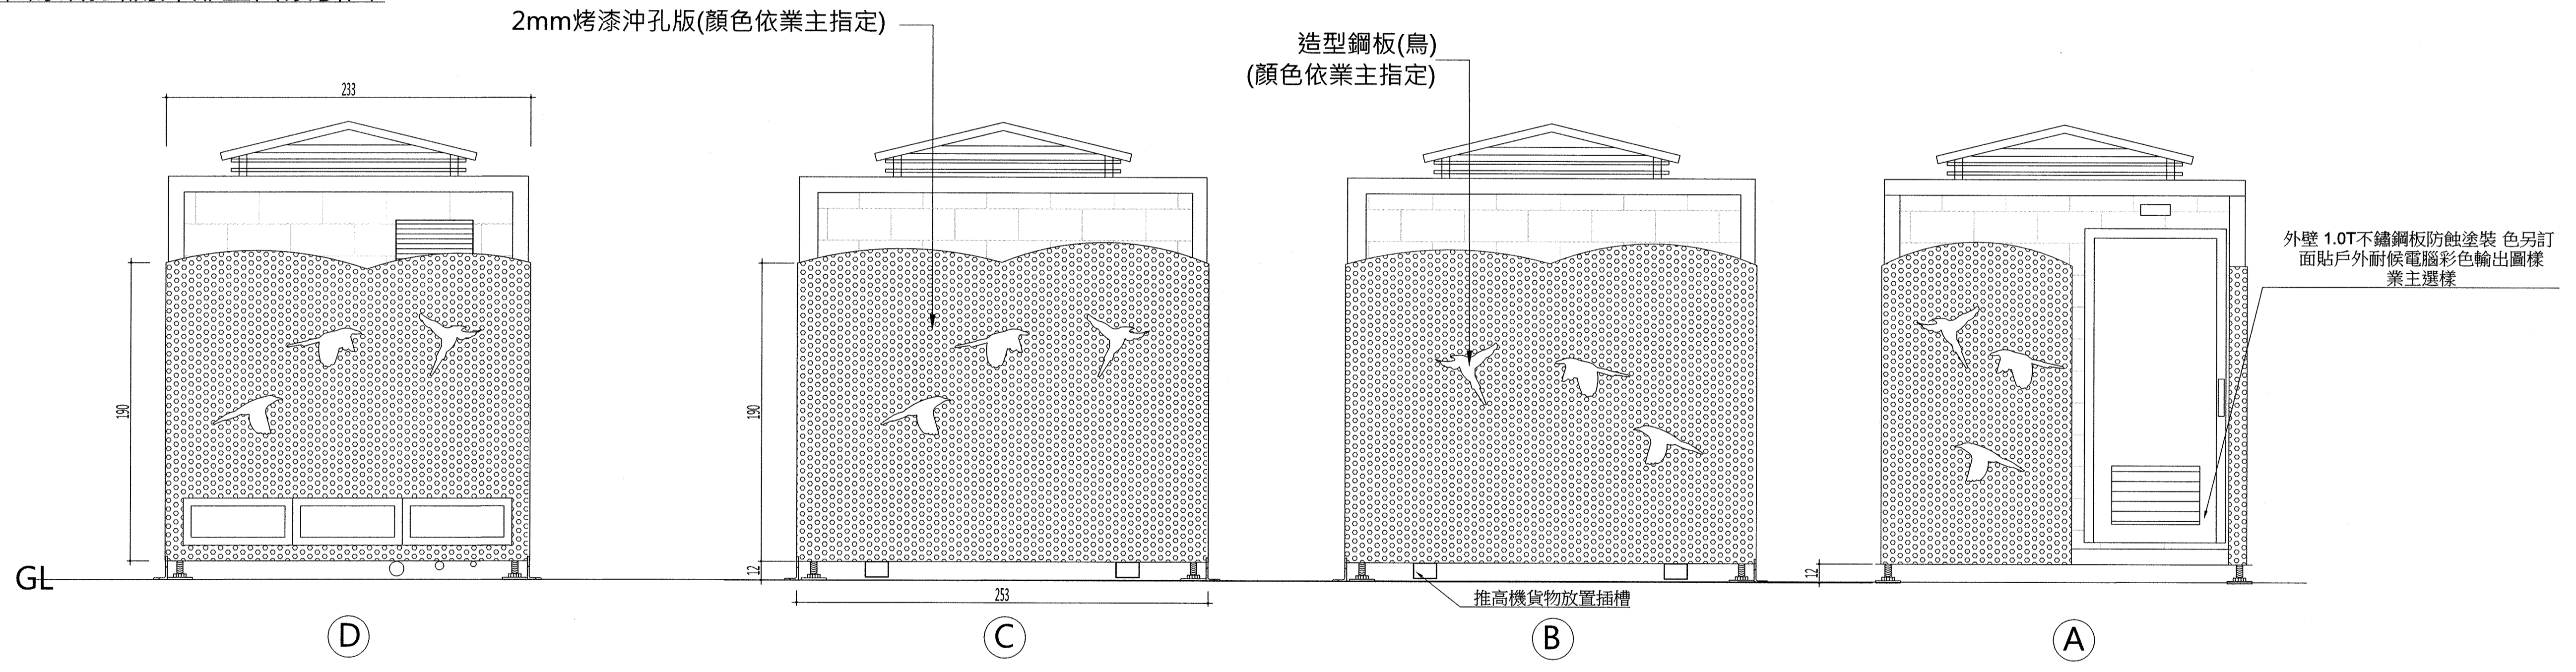 2mm烤漆沖孔版(顏色依業主指定)
造型鋼板(鳥)
(顏色依業主指定)
233
外壁 1.0T不鏽鋼板防蝕塗裝 色另訂
面貼戶外耐候電腦彩色輸出圖樣
業主選樣
190
190
GL
12
12
253
推高機貨物放置插槽
D
C
B
A